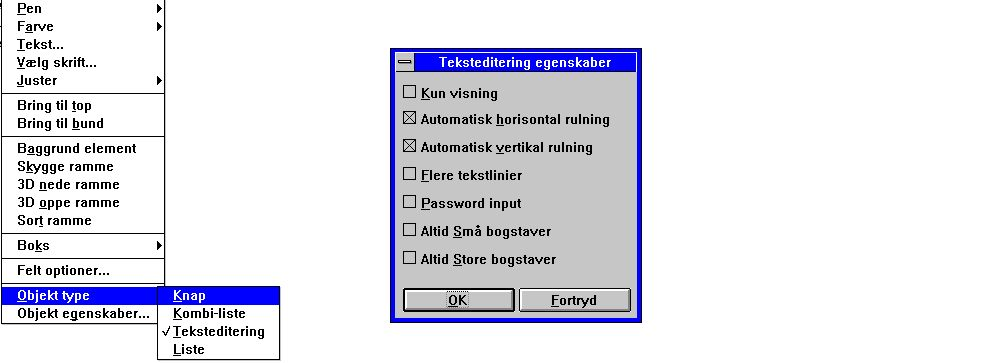 Pen
Farve
Tekst...
Vælg skrift...
Juster
Bring til top
Bring til bund
Baggrund element
Skygge ramme
3D nede ramme
3D oppe ramme
Sort ramme
Boks
Felt optioner...
Objekt type
Objekt egenskaber...
Knap
Kombi-liste
✓ Teksteditering
Liste
Teksteditering egenskaber
Kun visning
Automatisk horisontal rulning
Automatisk vertikal rulning
Flere tekstlinier
Password input
Altid Små bogstaver
Altid Store bogstaver
OK
Fortryd